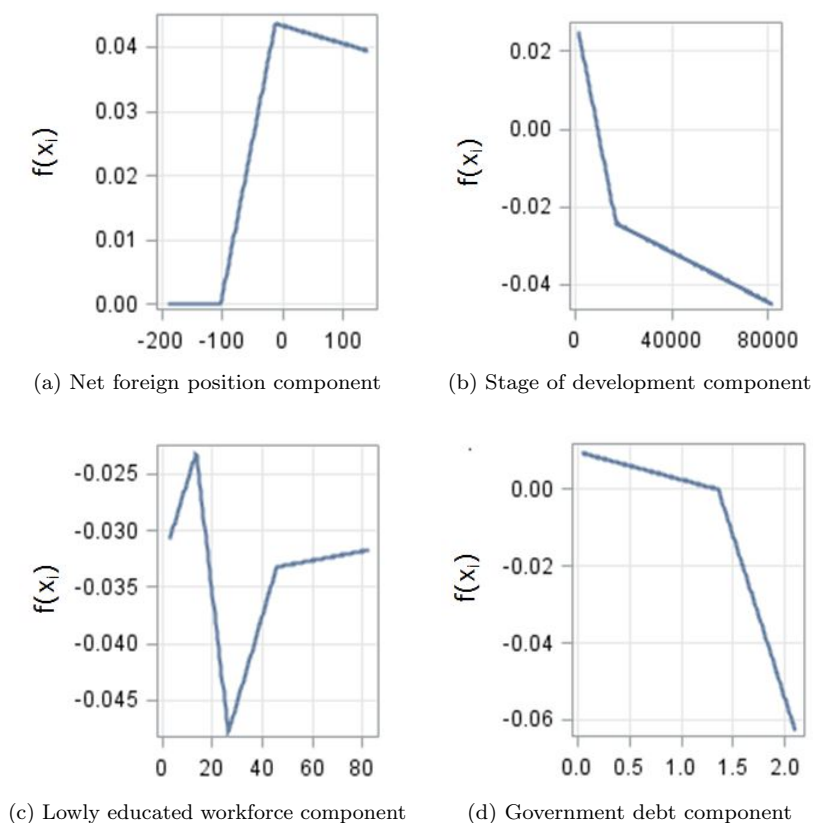 f(xi)
0.04
0.03
0.02
0.01
0.00
-200 -100 0 100
(a) Net foreign position component
f(xi)
0.02
0.00
-0.02
-0.04
0 40000 80000
(b) Stage of development component
f(xi)
-0.025
-0.030
-0.035
-0.040
-0.045
0 20 40 60 80
(c) Lowly educated workforce component
f(xi)
0.00
-0.02
-0.04
-0.06
0.0 0.5 1.0 1.5 2.0
(d) Government debt component